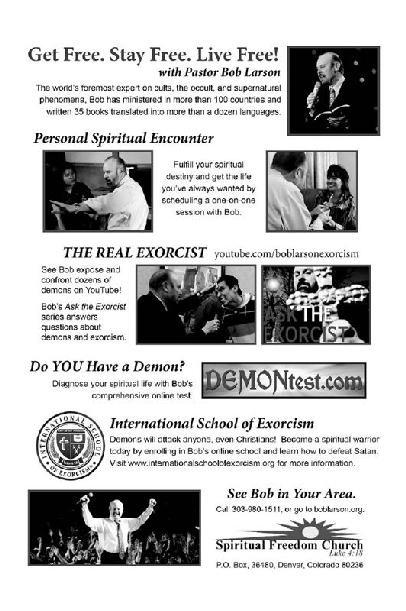 Get Free. Stay Free. Live Free!
with Pastor Bob Larson
The world's foremost expert on cults, the occult, and supernatural
phenomena, Bob has ministered in more than 100 countries and
written 35 books translated into more than a dozen languages.
Personal Spiritual Encounter
Fulfill your spiritual
destiny and get the life
you've always wanted by
scheduling a one-on-one
session with Bob.
THE REAL EXORCIST youtube.com/boblarsonexorcism
See Bob expose and
confront dozens of
demons on YouTube!
Bob's Ask the Exorcist
series answers
questions about
demons and exorcism.
ASK THE
EXORCIST
Do YOU Have a Demon?
Diagnose your spiritual life with Bob's
comprehensive online test.
DEMONtest.com
INTERNATIONAL SCHOOL
OF EXORCISM
International School of Exorcism
Demons will attack anyone, even Christians! Become a spiritual warrior
today by enrolling in Bob's online school and learn how to defeat Satan.
Visit www.internationalschoolofexorcism.org for more information.
See Bob in Your Area.
Call 303-980-1511, or go to boblarson.org.
Spiritual Freedom Church
Luke 4:18
P.O. Box, 36480, Denver, Colorado 80236